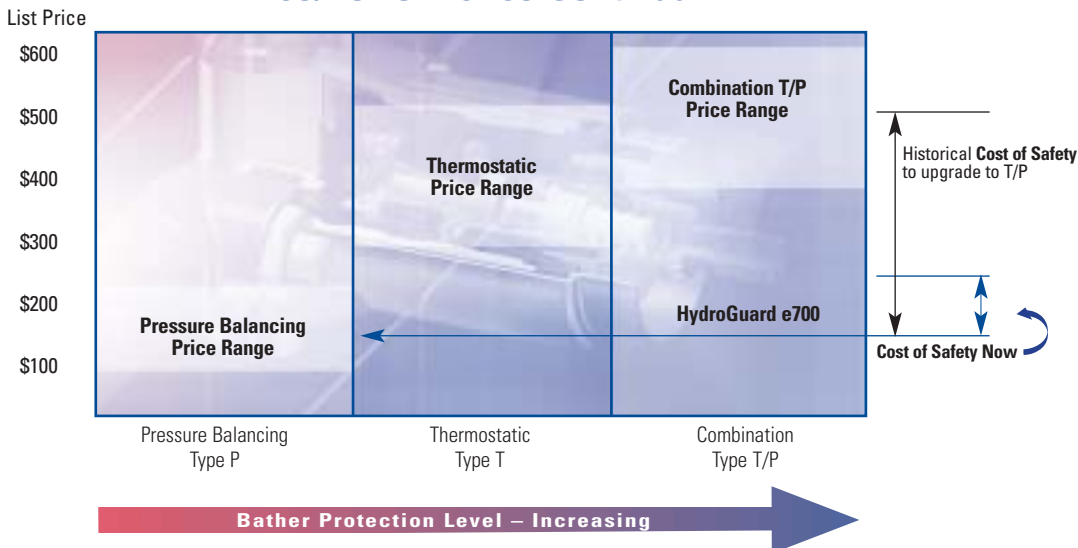 List Price
$600
$500
$400
$300
$200
$100
Pressure Balancing
Price Range
Thermostatic
Price Range
Combination T/P
Price Range
HydroGuard e700
Historical Cost of Safety
to upgrade to T/P
Cost of Safety Now
Pressure Balancing
Type P
Thermostatic
Type T
Combination
Type T/P
Bather Protection Level – Increasing